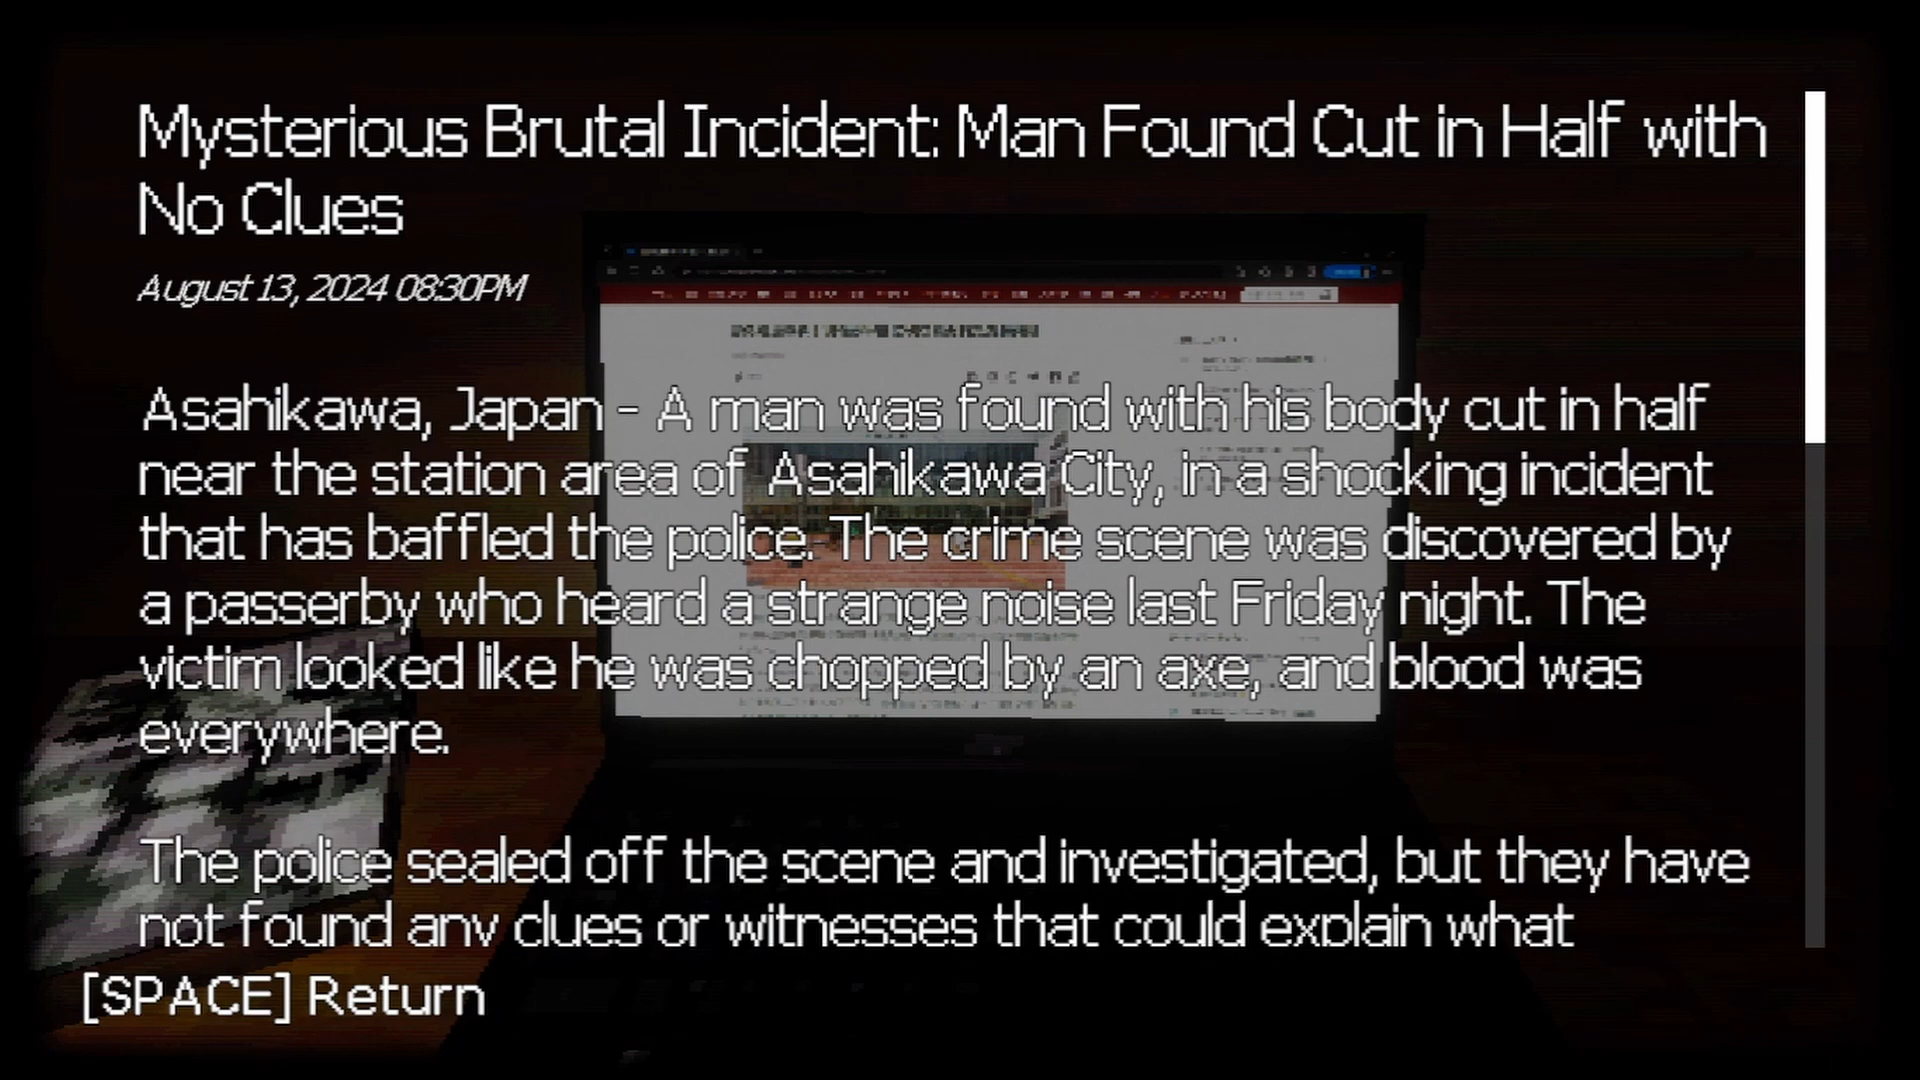 Mysterious Brutal Incident: Man Found Cut in Half with
No Clues
August 13, 2024 08:30PM
Asahikawa, Japan - A man was found with his body cut in half
near the station area of Asahikawa City, in a shocking incident
that has baffled the police. The crime scene was discovered by
a passerby who heard a strange noise last Friday night. The
victim looked like he was chopped by an axe, and blood was
everywhere.
The police sealed off the scene and investigated, but they have
not found any clues or witnesses that could explain what
[SPACE] Return